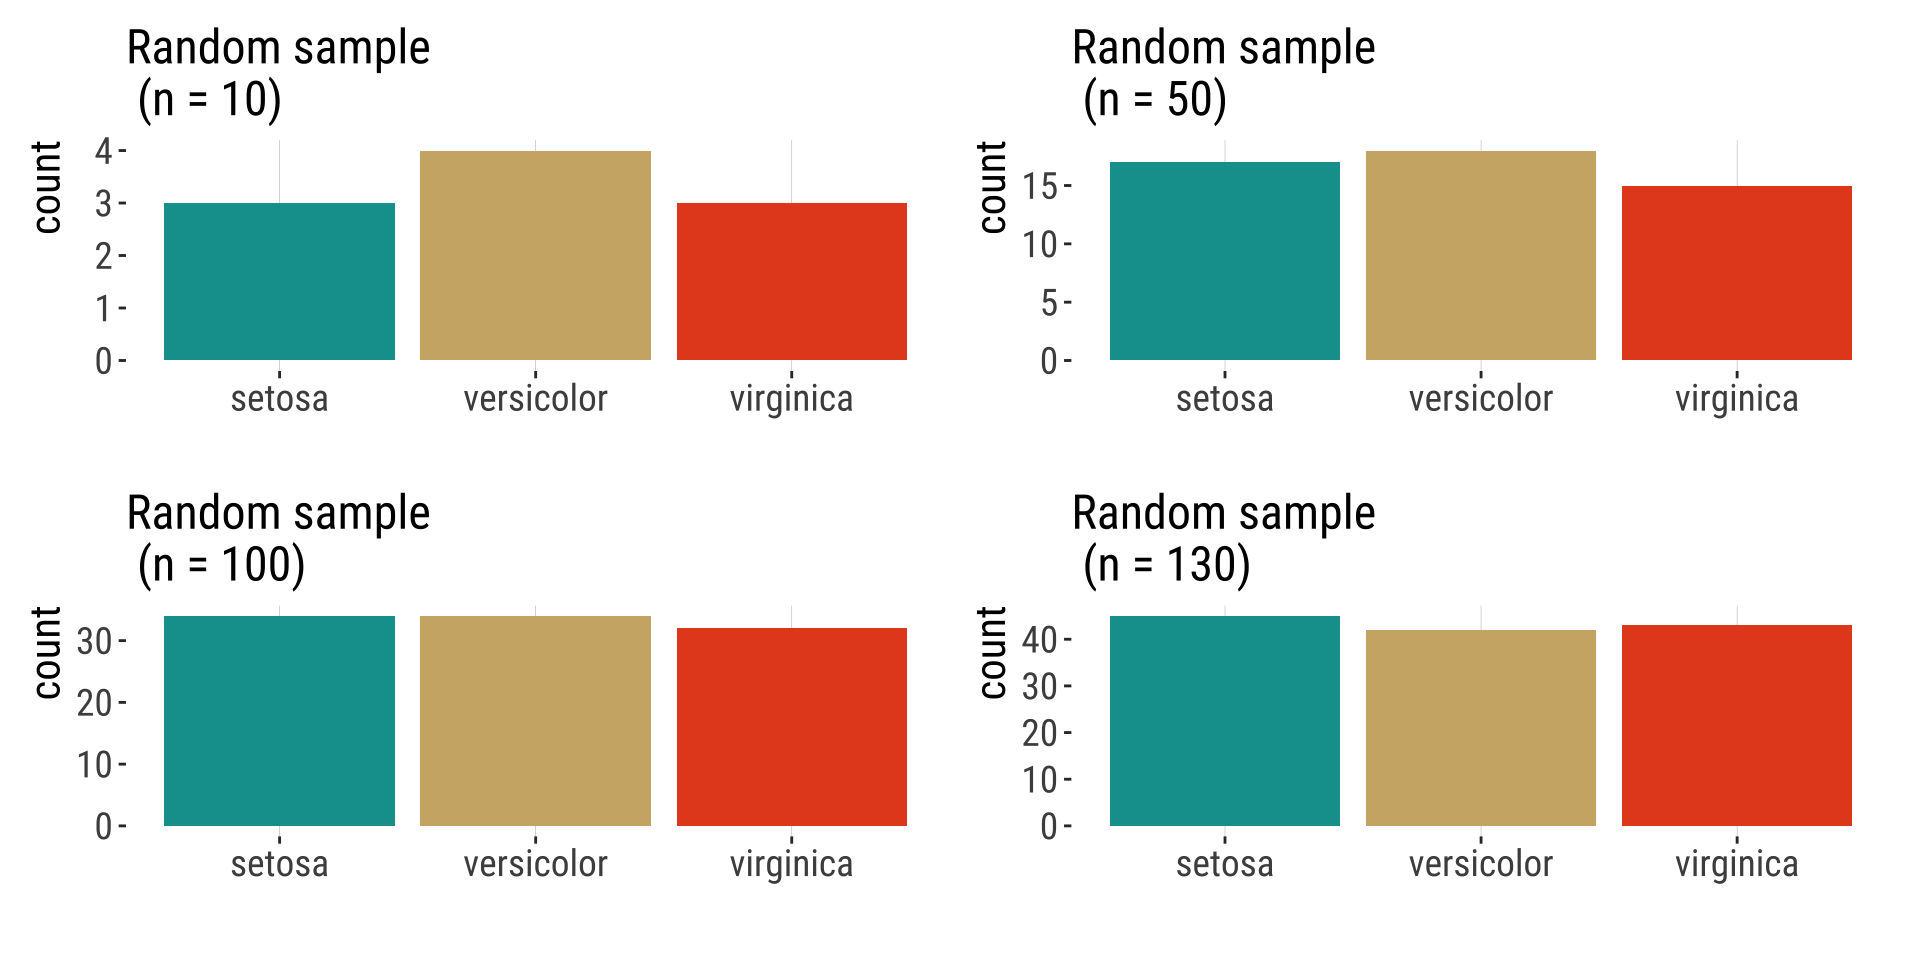 Random sample
(n = 10)
count
4
3
2
1
0
setosa versicolor virginica
Random sample
(n = 50)
count
15
10
5
0
setosa versicolor virginica
Random sample
(n = 100)
count
30
20
10
0
setosa versicolor virginica
Random sample
(n = 130)
count
40
30
20
10
0
setosa versicolor virginica